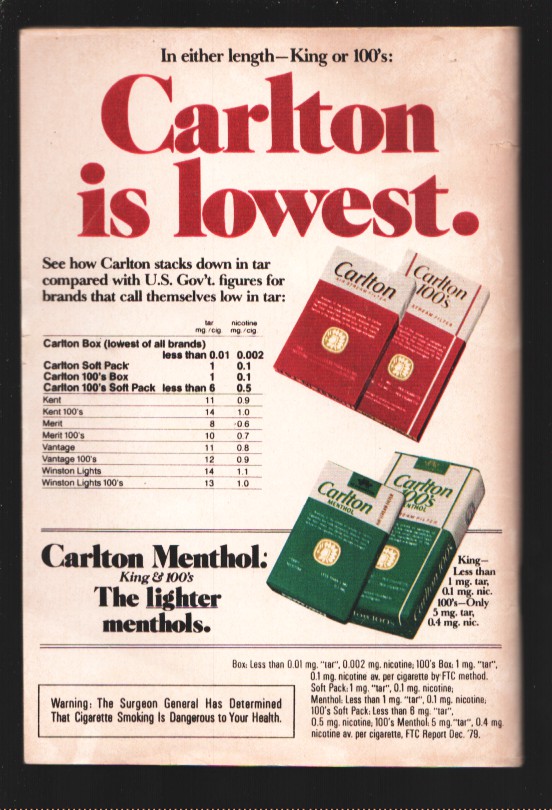 In either length—King or 100's:
Carlton
is lowest.
See how Carlton stacks down in tar
compared with U.S. Gov't. figures for
brands that call themselves low in tar:
tar nicotine
mg./cig mg./cig
Carlton Box (lowest of all brands)
less than 0.01 0.002
Carlton Soft Pack 1 0.1
Carlton 100's Box 1 0.1
Carlton 100's Soft Pack less than 6 0.5
Kent 11 0.9
Kent 100's 14 1.0
Merit 8 0.6
Merit 100's 10 0.7
Vantage 11 0.8
Vantage 100's 12 0.9
Winston Lights 14 1.1
Winston Lights 100's 13 1.0
Carlton
AIR STREAM FILTER
Carlton
100's
STREAM FILTER
Carlton
MENTHOL
Carlton
100's
MENTHOL
STREAM FILTER
Carlton Menthol:
King & 100's
The lighter
menthols.
King—
Less than
1 mg. tar,
0.1 mg. nic.
100's—Only
5 mg. tar,
0.4 mg. nic.
Box: Less than 0.01 mg. "tar", 0.002 mg. nicotine; 100's Box: 1 mg. "tar",
0.1 mg. nicotine av. per cigarette by FTC method.
Soft Pack: 1 mg. "tar", 0.1 mg. nicotine;
Menthol: Less than 1 mg. "tar", 0.1 mg. nicotine;
100's Soft Pack: Less than 6 mg. "tar",
0.5 mg. nicotine; 100's Menthol: 5 mg. "tar", 0.4 mg.
nicotine av. per cigarette, FTC Report Dec. '79.
Warning: The Surgeon General Has Determined
That Cigarette Smoking Is Dangerous to Your Health.